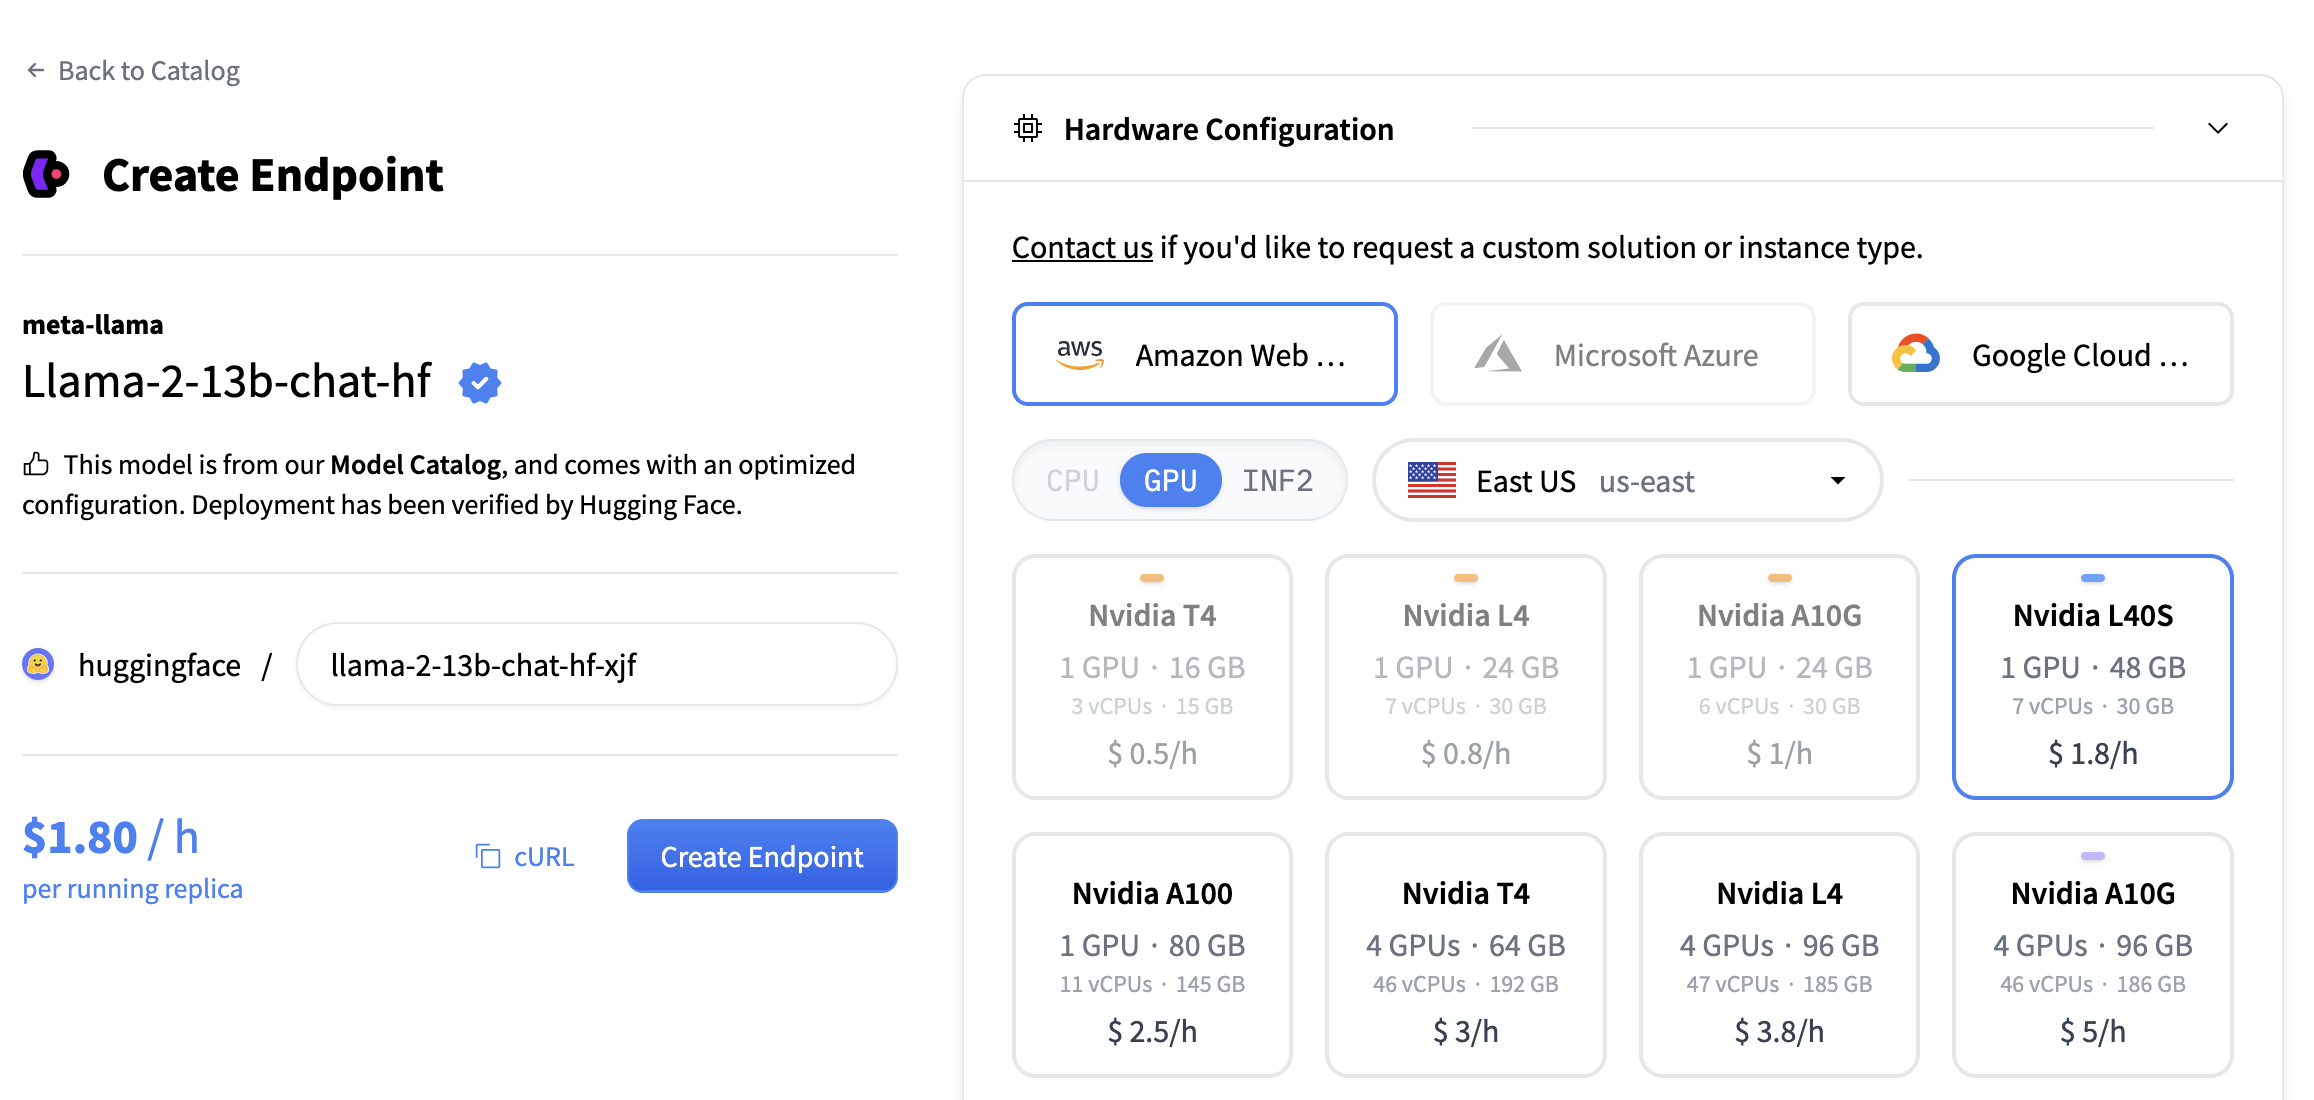 Back to Catalog
Create Endpoint
meta-llama
Llama-2-13b-chat-hf
This model is from our Model Catalog, and comes with an optimized
configuration. Deployment has been verified by Hugging Face.
huggingface / llama-2-13b-chat-hf-xjf
$1.80 / h
per running replica
cURL
Create Endpoint
Hardware Configuration
Contact us if you'd like to request a custom solution or instance type.
aws Amazon Web ...
Microsoft Azure
Google Cloud ...
CPU GPU INF2
East US us-east
Nvidia T4
1 GPU · 16 GB
3 vCPUs · 15 GB
$ 0.5/h
Nvidia L4
1 GPU · 24 GB
7 vCPUs · 30 GB
$ 0.8/h
Nvidia A10G
1 GPU · 24 GB
6 vCPUs · 30 GB
$ 1/h
Nvidia L40S
1 GPU · 48 GB
7 vCPUs · 30 GB
$ 1.8/h
Nvidia A100
1 GPU · 80 GB
11 vCPUs · 145 GB
$ 2.5/h
Nvidia T4
4 GPUs · 64 GB
46 vCPUs · 192 GB
$ 3/h
Nvidia L4
4 GPUs · 96 GB
47 vCPUs · 185 GB
$ 3.8/h
Nvidia A10G
4 GPUs · 96 GB
46 vCPUs · 186 GB
$ 5/h